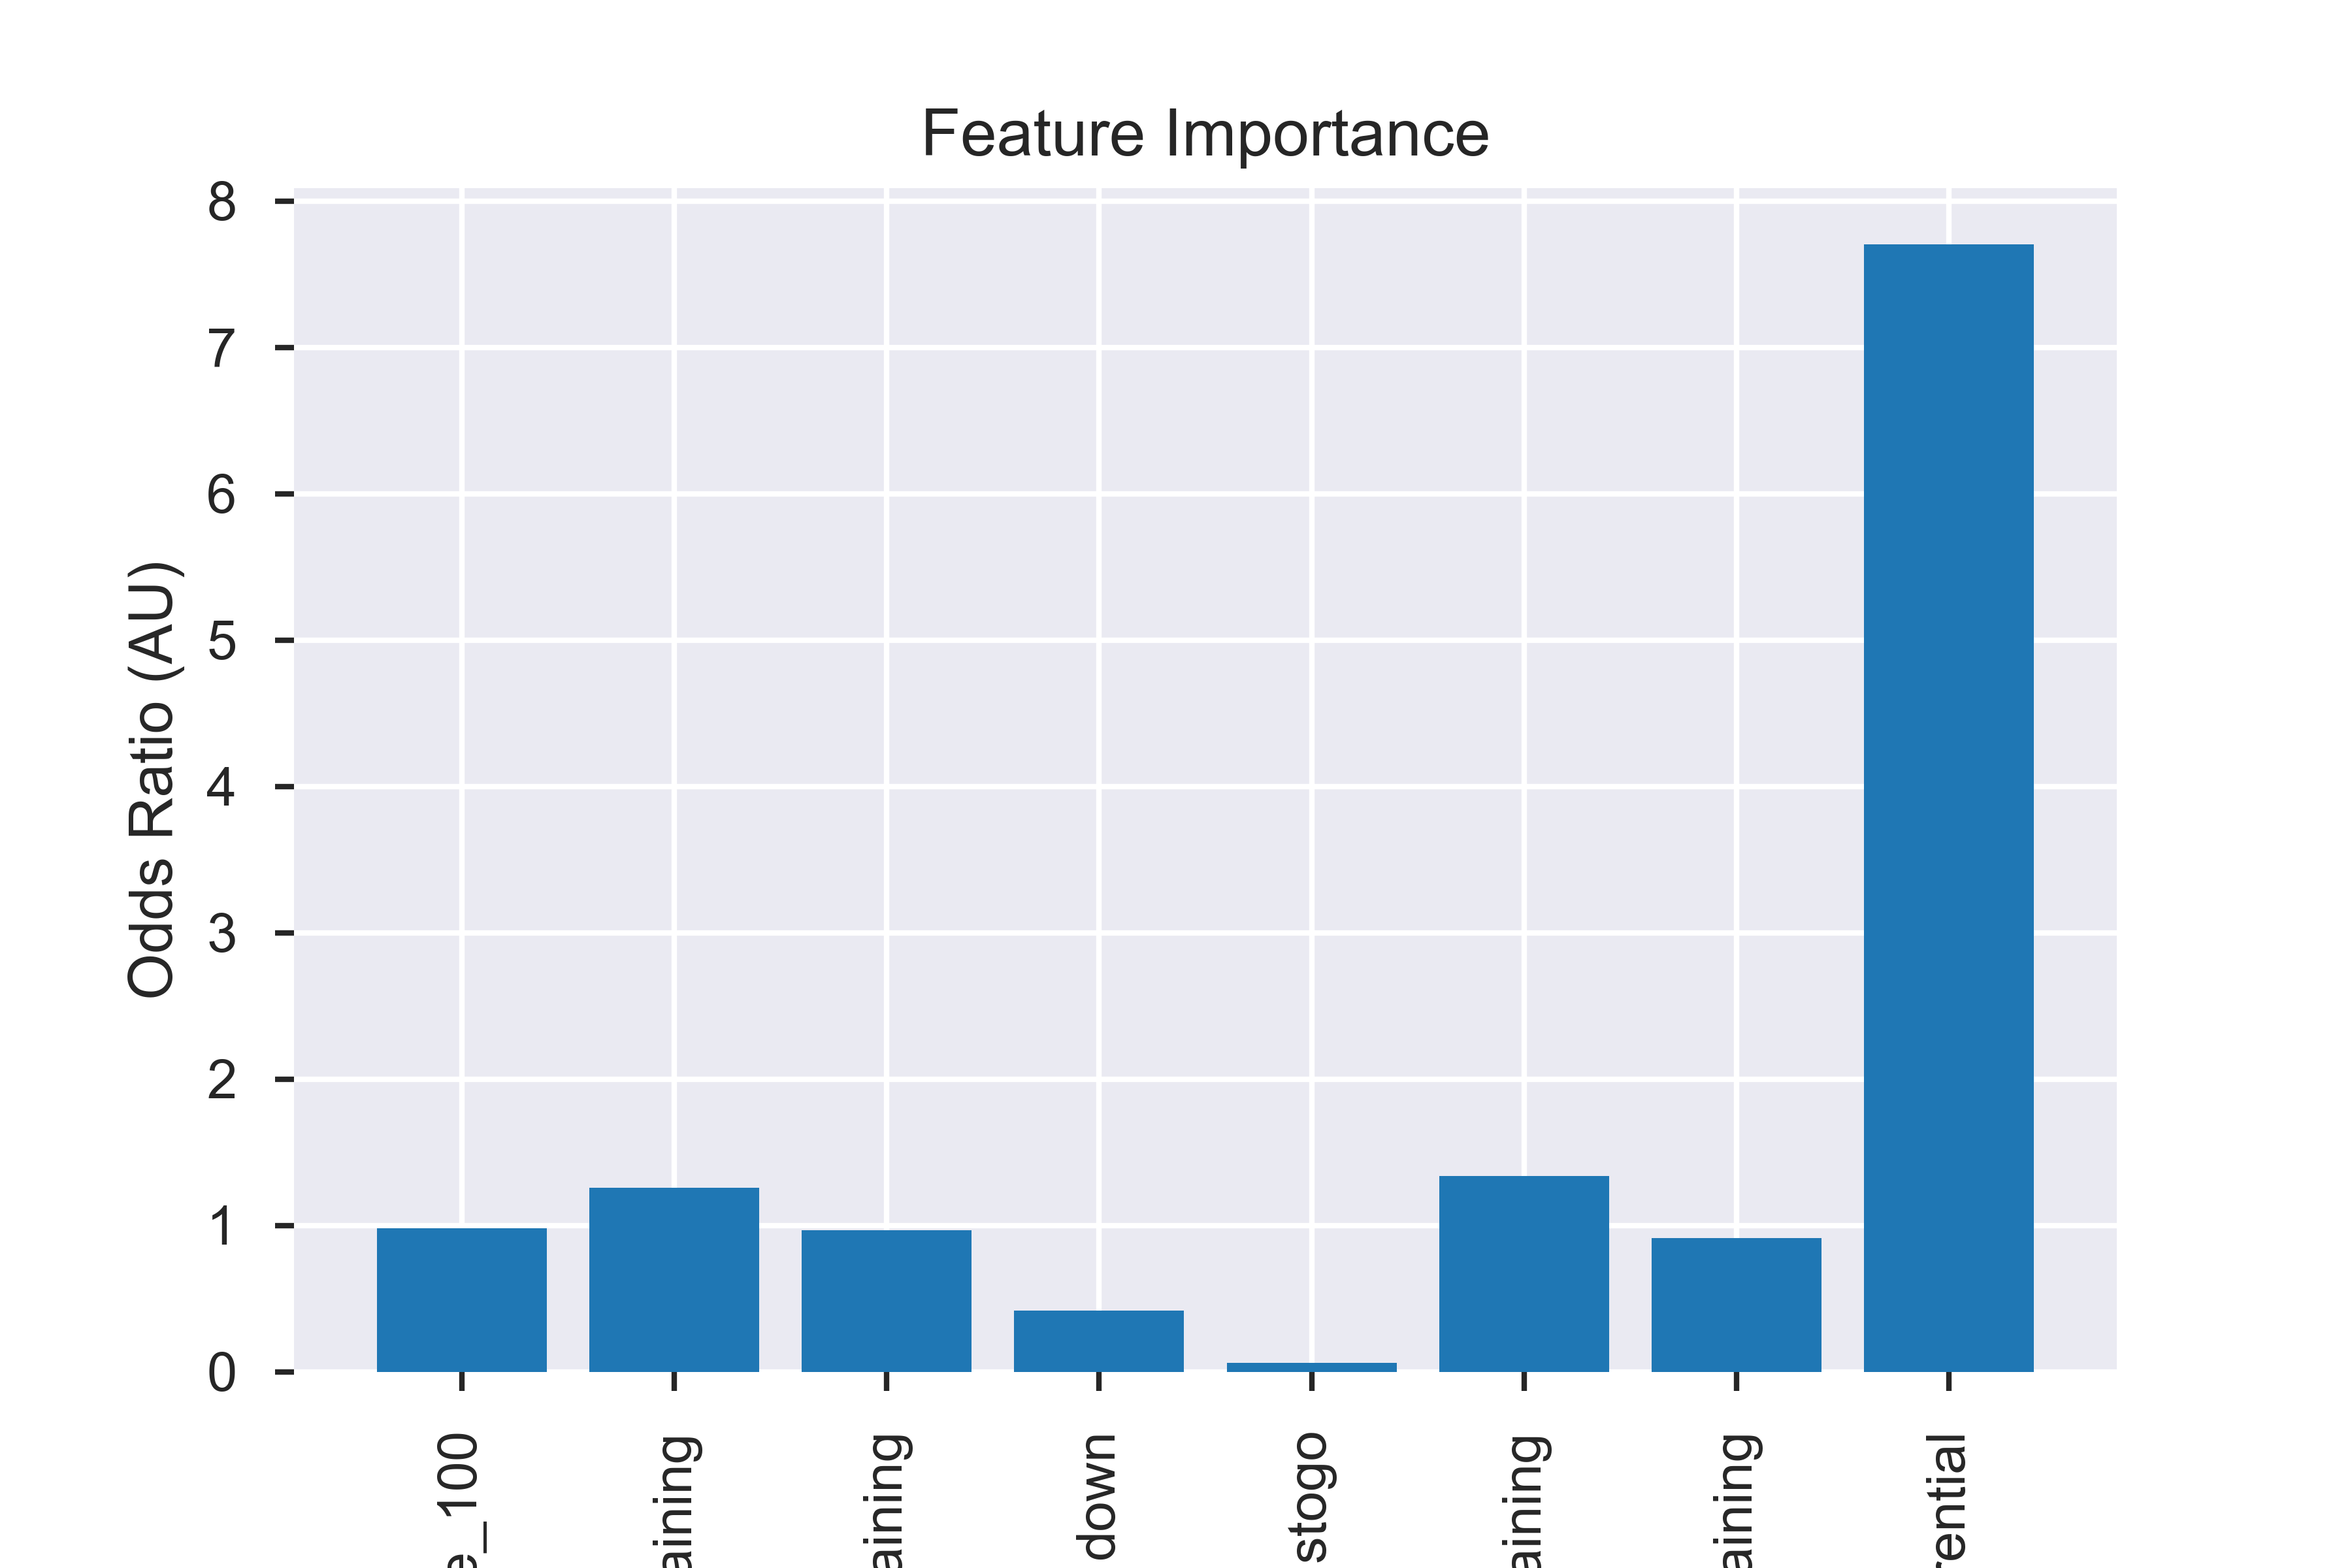 Feature Importance
8
7
6
5
4
3
2
1
0
Odds Ratio (AU)
e_100
aining
aining
down
stogo
aining
aining
ential